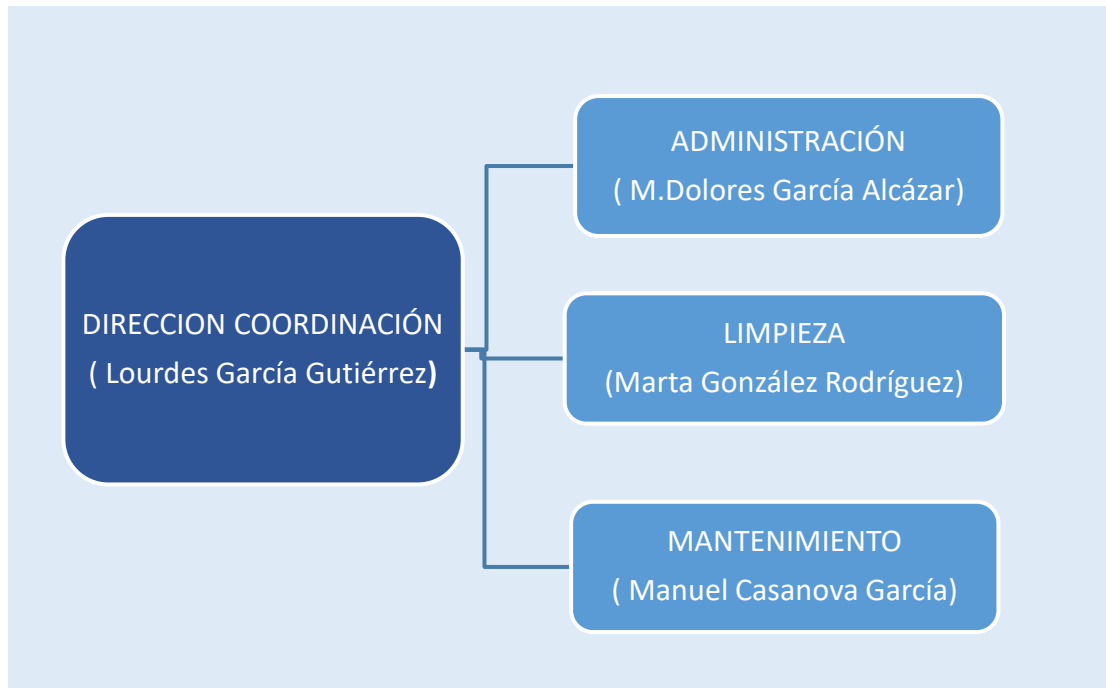 DIRECCION COORDINACIÓN
( Lourdes García Gutiérrez)
ADMINISTRACIÓN
( M.Dolores García Alcázar)
LIMPIEZA
(Marta González Rodríguez)
MANTENIMIENTO
( Manuel Casanova García)